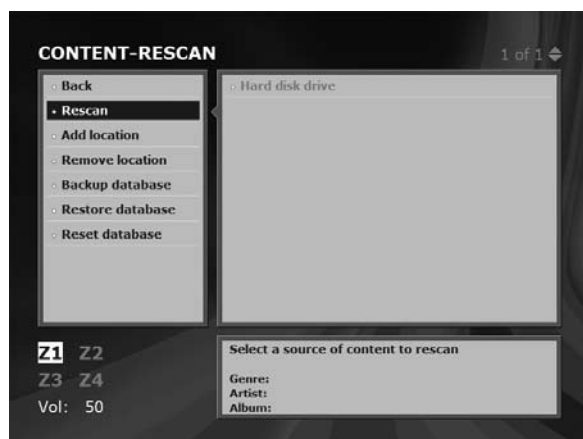 CONTENT-RESCAN
1 of 1
Back
Rescan
Add location
Remove location
Backup database
Restore database
Reset database
Hard disk drive
Z1 Z2
Z3 Z4
Vol: 50
Select a source of content to rescan
Genre:
Artist:
Album: